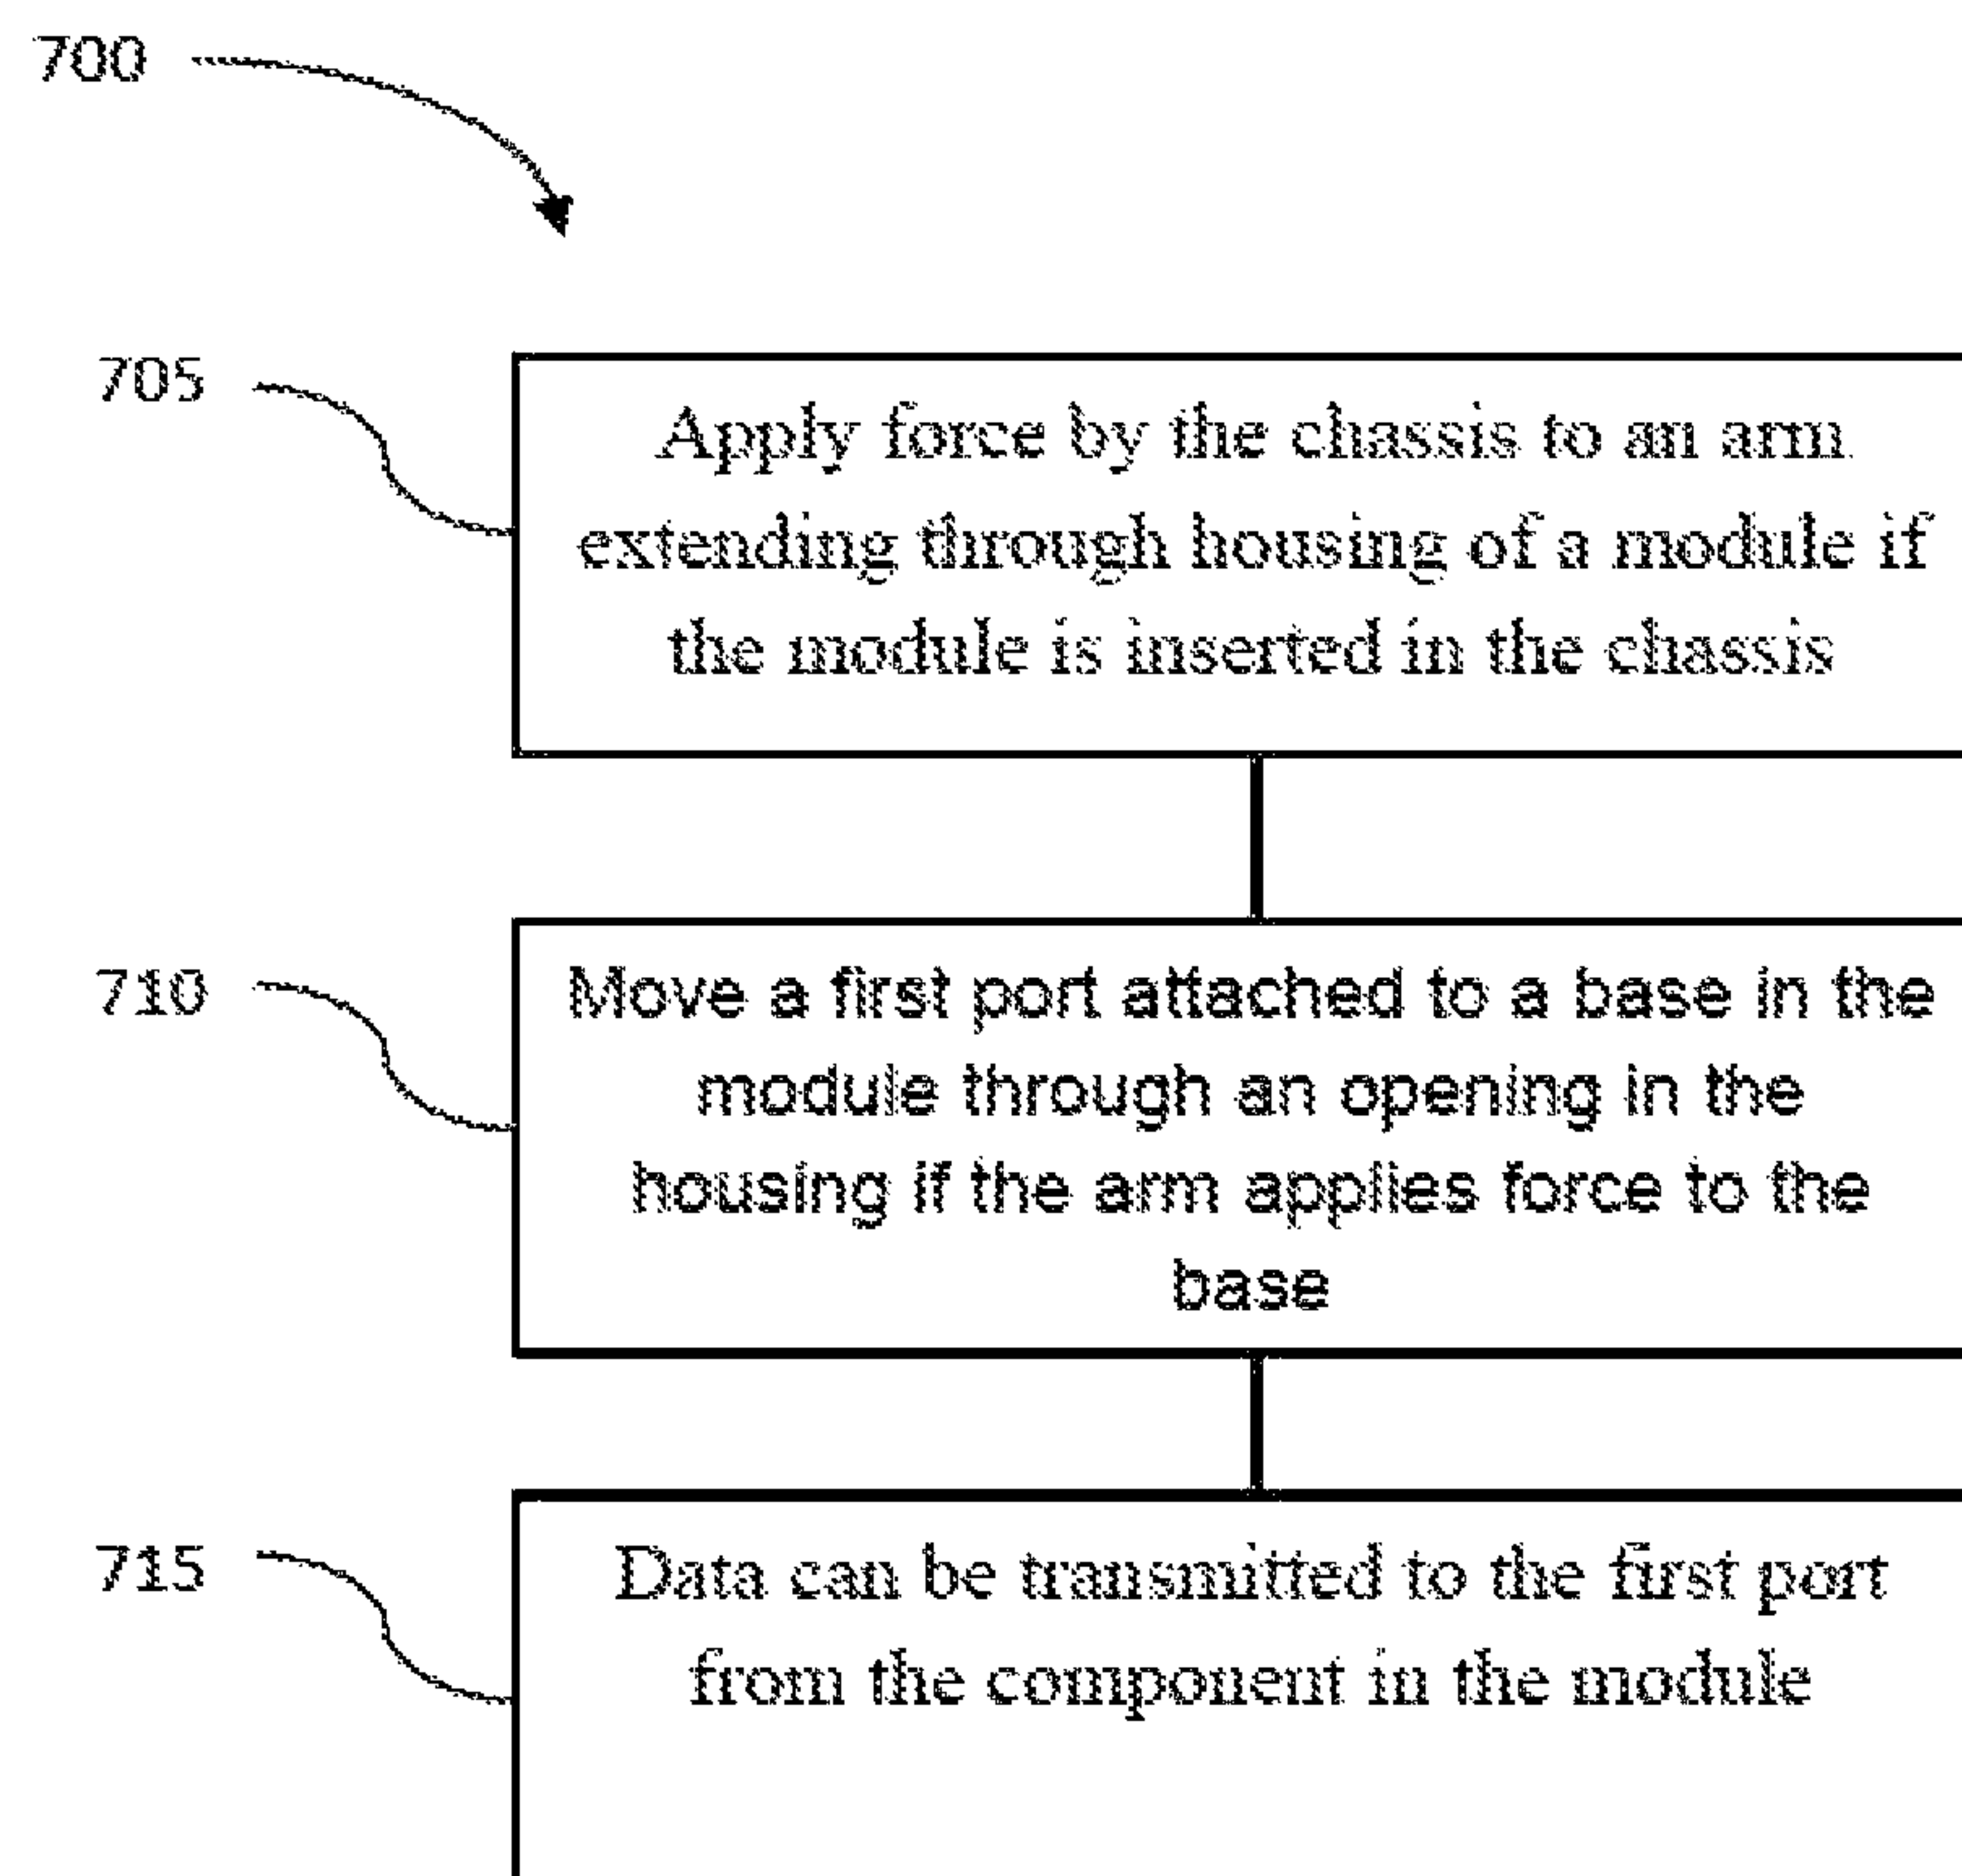 700
705
Apply force by the chassis to an arm
extending through housing of a module if
the module is inserted in the chassis
710
Move a first port attached to a base in the
module through an opening in the
housing if the arm applies force to the
base
715
Data can be transmitted to the first port
from the component in the module